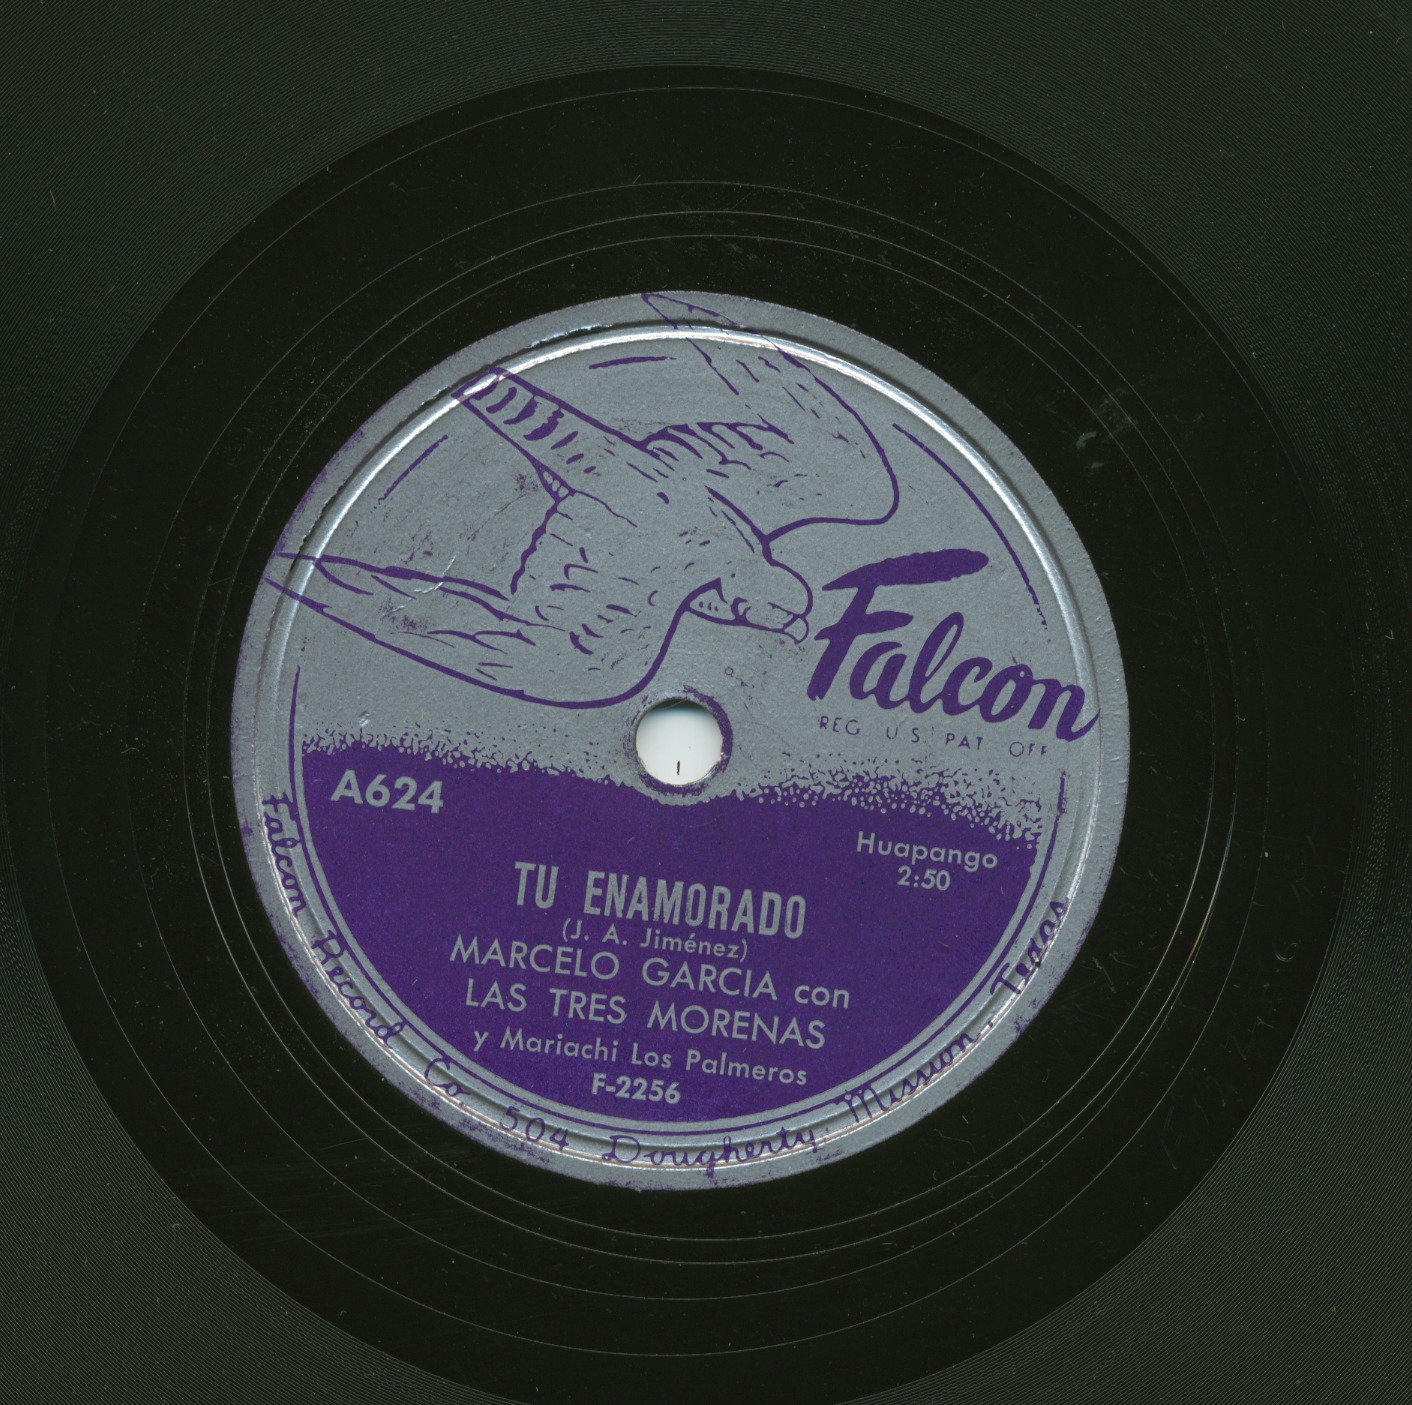 Falcon
REG U.S. PAT OFF
A624
Huapango
2:50
TU ENAMORADO
(J. A. Jiménez)
MARCELO GARCIA con
LAS TRES MORENAS
y Mariachi Los Palmeros
F-2256
Falcon Record Co. 504 Dougherty, Mission, Texas